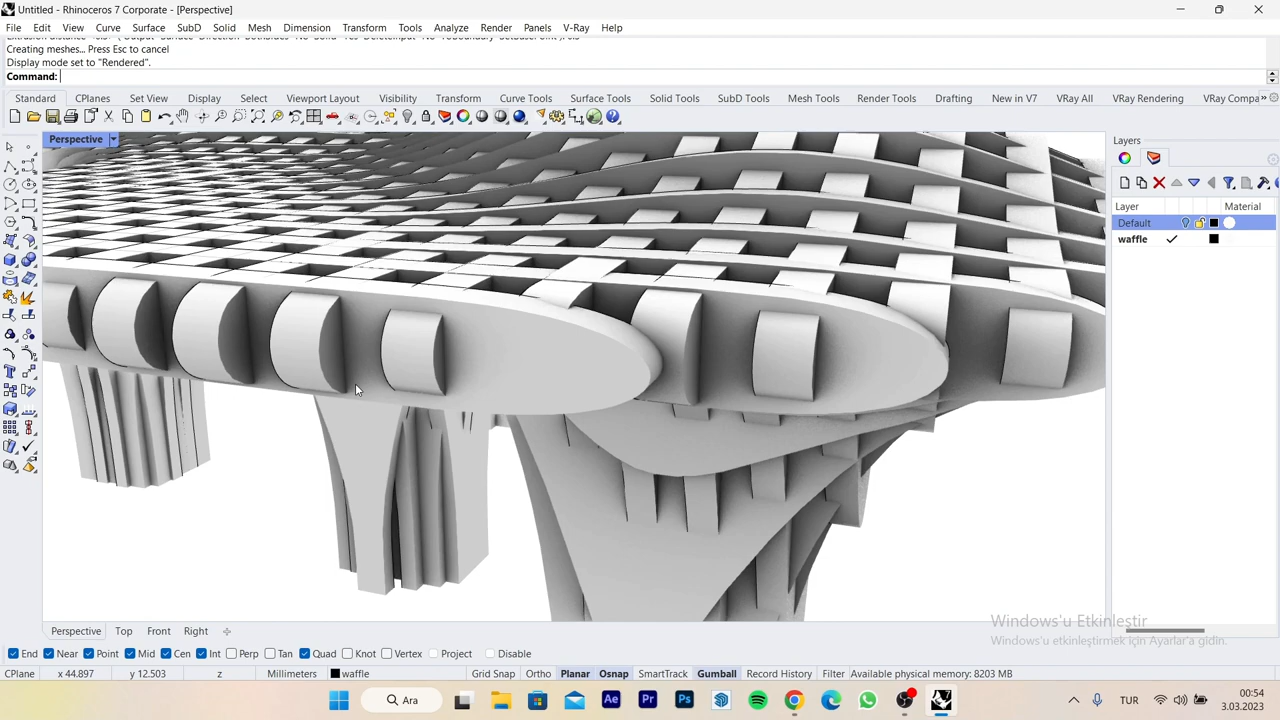 Untitled - Rhinoceros 7 Corporate - [Perspective]
File Edit View Curve Surface SubD Solid Mesh Dimension Transform Tools Analyze Render Panels V-Ray Help
Creating meshes... Press Esc to cancel
Display mode set to "Rendered".
Command:
Standard CPlanes Set View Display Select Viewport Layout Visibility Transform Curve Tools Surface Tools Solid Tools SubD Tools Mesh Tools Render Tools Drafting New in V7 VRay All VRay Rendering VRay Compa
Perspective
Layers
Layer Material
Default
waffle
Windows'u Etkinleştir
Windows'u etkinleştirmek için Ayarlar'a gidin.
Perspective Top Front Right
End Near Point Mid Cen Int Perp Tan Quad Knot Vertex Project Disable
CPlane x 44.897 y 12.503 z Millimeters waffle Grid Snap Ortho Planar Osnap SmartTrack Gumball Record History Filter Available physical memory: 8203 MB
Ara Ae Pr Ps TUR 10:54
3.03.2023